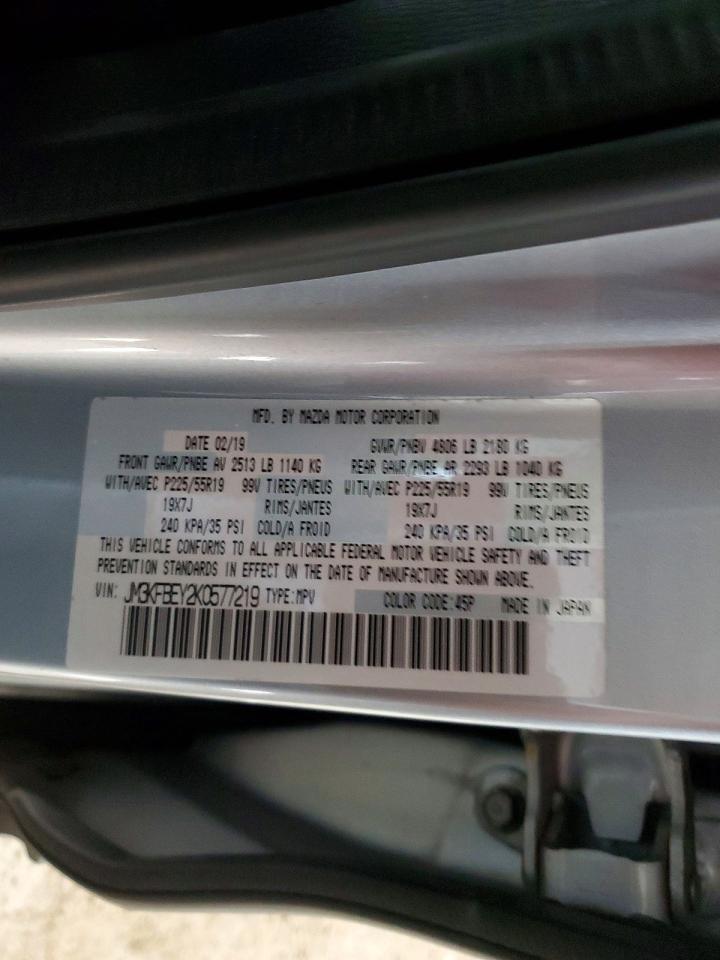 MFD. BY MAZDA MOTOR CORPORATION
DATE 02/19 GVWR/PNBV 4806 LB 2180 KG
FRONT GAWR/PNBE AV 2513 LB 1140 KG REAR GAWR/PNBE AR 2293 LB 1040 KG
WITH/AVEC P225/55R19 99V TIRES/PNEUS WITH/AVEC P225/55R19 99V TIRES/PNEUS
19X7J RIMS/JANTES 19X7J RIMS/JANTES
240 KPA/35 PSI COLD/A FROID 240 KPA/35 PSI COLD/A FROID
THIS VEHICLE CONFORMS TO ALL APPLICABLE FEDERAL MOTOR VEHICLE SAFETY AND THEFT
PREVENTION STANDARDS IN EFFECT ON THE DATE OF MANUFACTURE SHOWN ABOVE.
VIN: JM3KFBEY2K0577219 TYPE:MPV COLOR CODE:45P MADE IN JAPAN